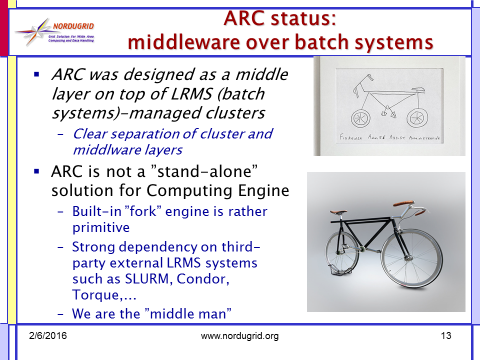 NORDUGRID
Grid Solution for Wide Area
Computing and Data Handling
ARC status:
middleware over batch systems
▪ ARC was designed as a middle
layer on top of LRMS (batch
systems)-managed clusters
– Clear separation of cluster and
middlware layers
▪ ARC is not a ”stand-alone”
solution for Computing Engine
– Built-in ”fork” engine is rather
primitive
– Strong dependency on third-
party external LRMS systems
such as SLURM, Condor,
Torque,...
– We are the ”middle man”
2/6/2016
www.nordugrid.org
13